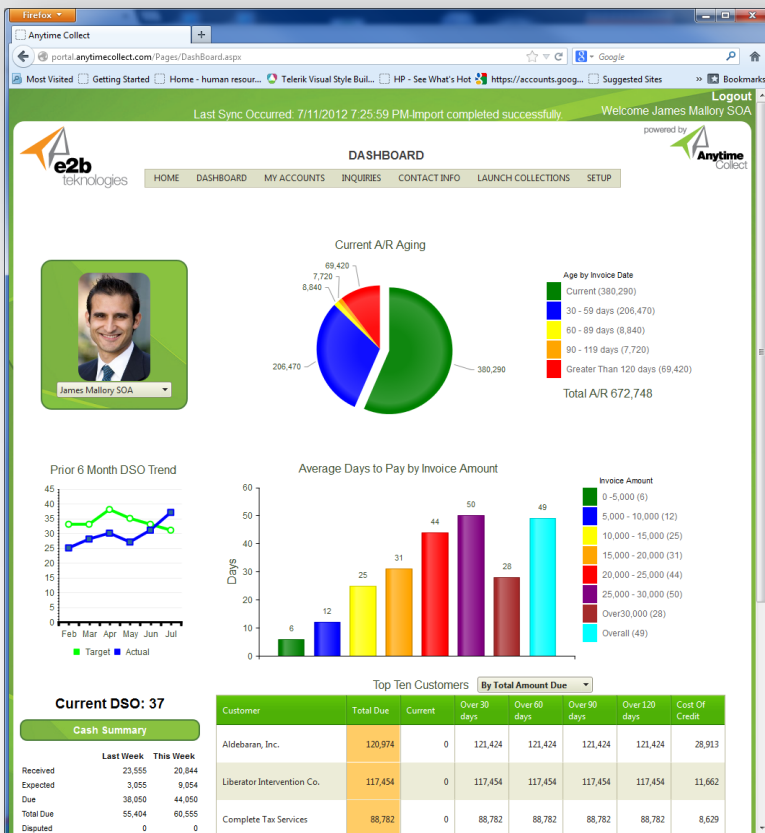 Firefox
Anytime Collect
+
portal.anytimecollect.com/Pages/DashBoard.aspx
Google
Most Visited
Getting Started
Home - human resour...
Telerik Visual Style Buil...
HP - See What's Hot
https://accounts.goog...
Suggested Sites
»
Bookmarks
Logout
Last Sync Occurred: 7/11/2012 7:25:59 PM-Import completed successfully.
Welcome James Mallory SOA
powered by
Anytime
Collect
e2b
teknologies
DASHBOARD
HOME DASHBOARD MY ACCOUNTS INQUIRIES CONTACT INFO LAUNCH COLLECTIONS SETUP
James Mallory SOA
Current A/R Aging
69,420
7,720
8,840
206,470
380,290
Age by Invoice Date
Current (380,290)
30 - 59 days (206,470)
60 - 89 days (8,840)
90 - 119 days (7,720)
Greater Than 120 days (69,420)
Total A/R 672,748
Prior 6 Month DSO Trend
45
40
35
30
25
20
15
10
5
0
Feb Mar Apr May Jun Jul
Target Actual
Average Days to Pay by Invoice Amount
Days
60
50
40
30
20
10
0
6
12
25
31
44
50
28
49
Invoice Amount
0 -5,000 (6)
5,000 - 10,000 (12)
10,000 - 15,000 (25)
15,000 - 20,000 (31)
20,000 - 25,000 (44)
25,000 - 30,000 (50)
Over30,000 (28)
Overall (49)
Current DSO: 37
Cash Summary
Last Week This Week
Received 23,555 20,844
Expected 3,055 9,054
Due 38,050 44,050
Total Due 55,404 60,555
Disputed 0 0
Top Ten Customers By Total Amount Due
Customer Total Due Current Over 30 days Over 60 days Over 90 days Over 120 days Cost Of Credit
Aldebaran, Inc. 120,974 0 121,424 121,424 121,424 121,424 28,913
Liberator Intervention Co. 117,454 0 117,454 117,454 117,454 117,454 11,662
Complete Tax Services 88,782 0 88,782 88,782 88,782 88,782 8,629